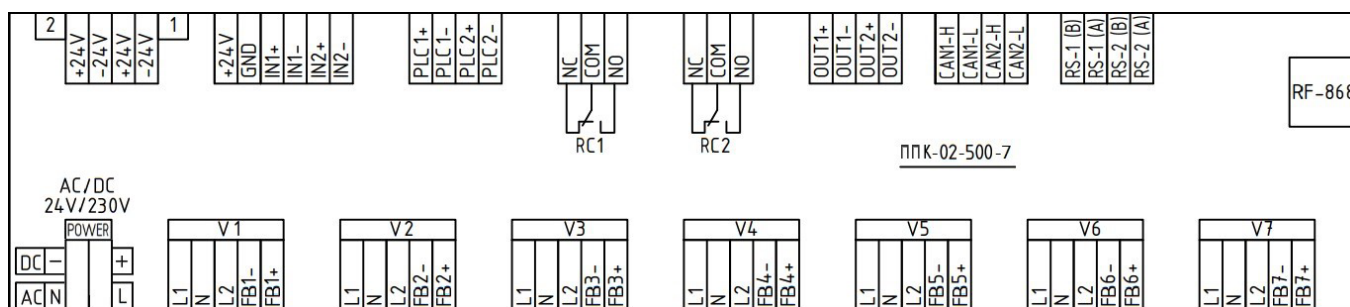 2 +24V -24V +24V -24V 1
+24V GND IN1+ IN1- IN2+ IN2-
PLC1+ PLC1- PLC2+ PLC2-
NC COM NO
RC1
NC COM NO
RC2
OUT1+ OUT1- OUT2+ OUT2-
CAN1-H CAN1-L CAN2-H CAN2-L
RS-1 (B) RS-1 (A) RS-2 (B) RS-2 (A)
RF-868
ППК-02-500-7
AC/DC
24V/230V
POWER
DC - +
AC N L
V1
L1 N L2 FB1- FB1+
V2
L1 N L2 FB2- FB2+
V3
L1 N L2 FB3- FB3+
V4
L1 N L2 FB4- FB4+
V5
L1 N L2 FB5- FB5+
V6
L1 N L2 FB6- FB6+
V7
L1 N L2 FB7- FB7+